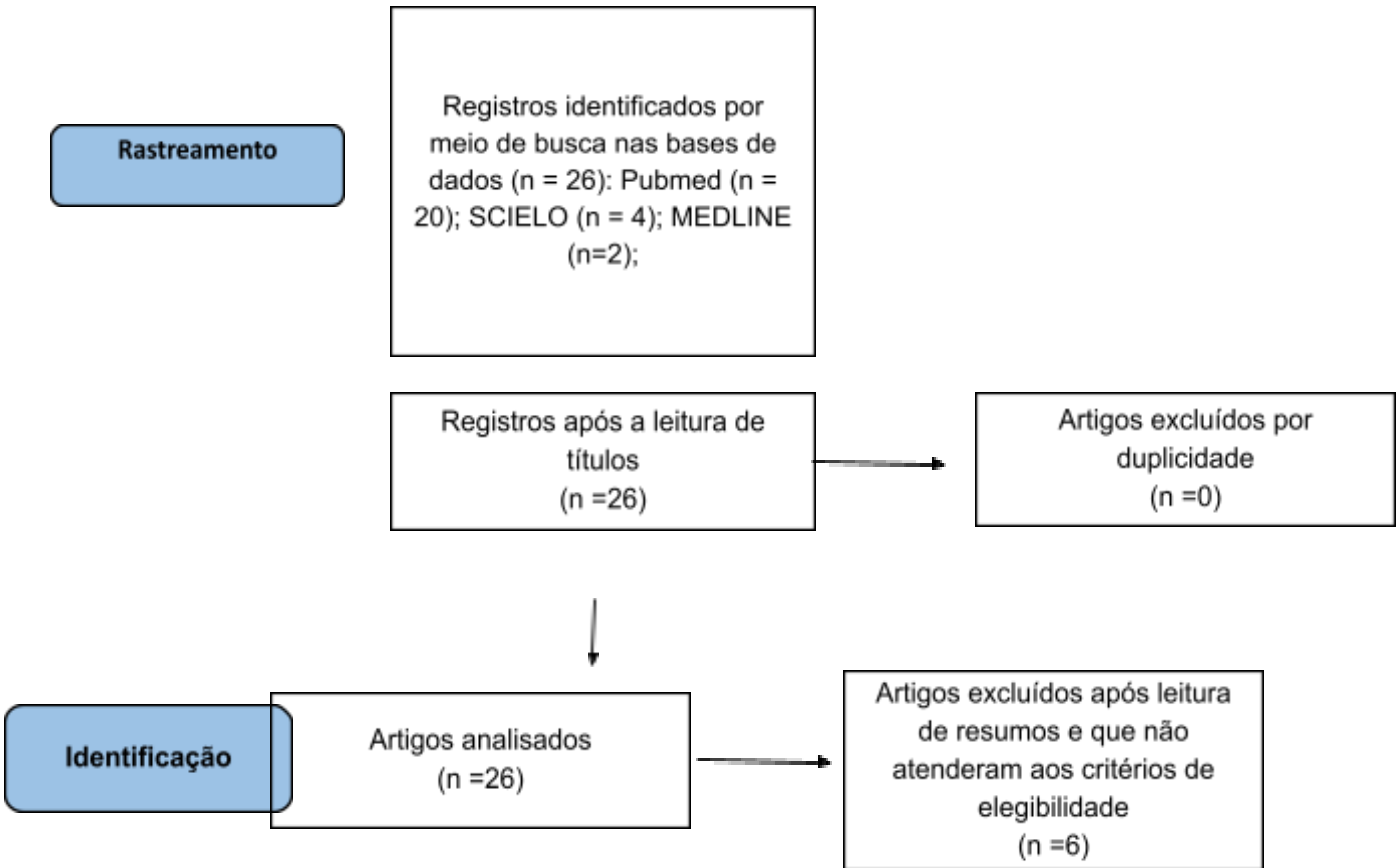 Rastreamento
Registros identificados por
meio de busca nas bases de
dados (n = 26): Pubmed (n =
20); SCIELO (n = 4); MEDLINE
(n=2);
Registros após a leitura de
títulos
(n =26)
Artigos excluídos por
duplicidade
(n =0)
Identificação
Artigos analisados
(n =26)
Artigos excluídos após leitura
de resumos e que não
atenderam aos critérios de
elegibilidade
(n =6)